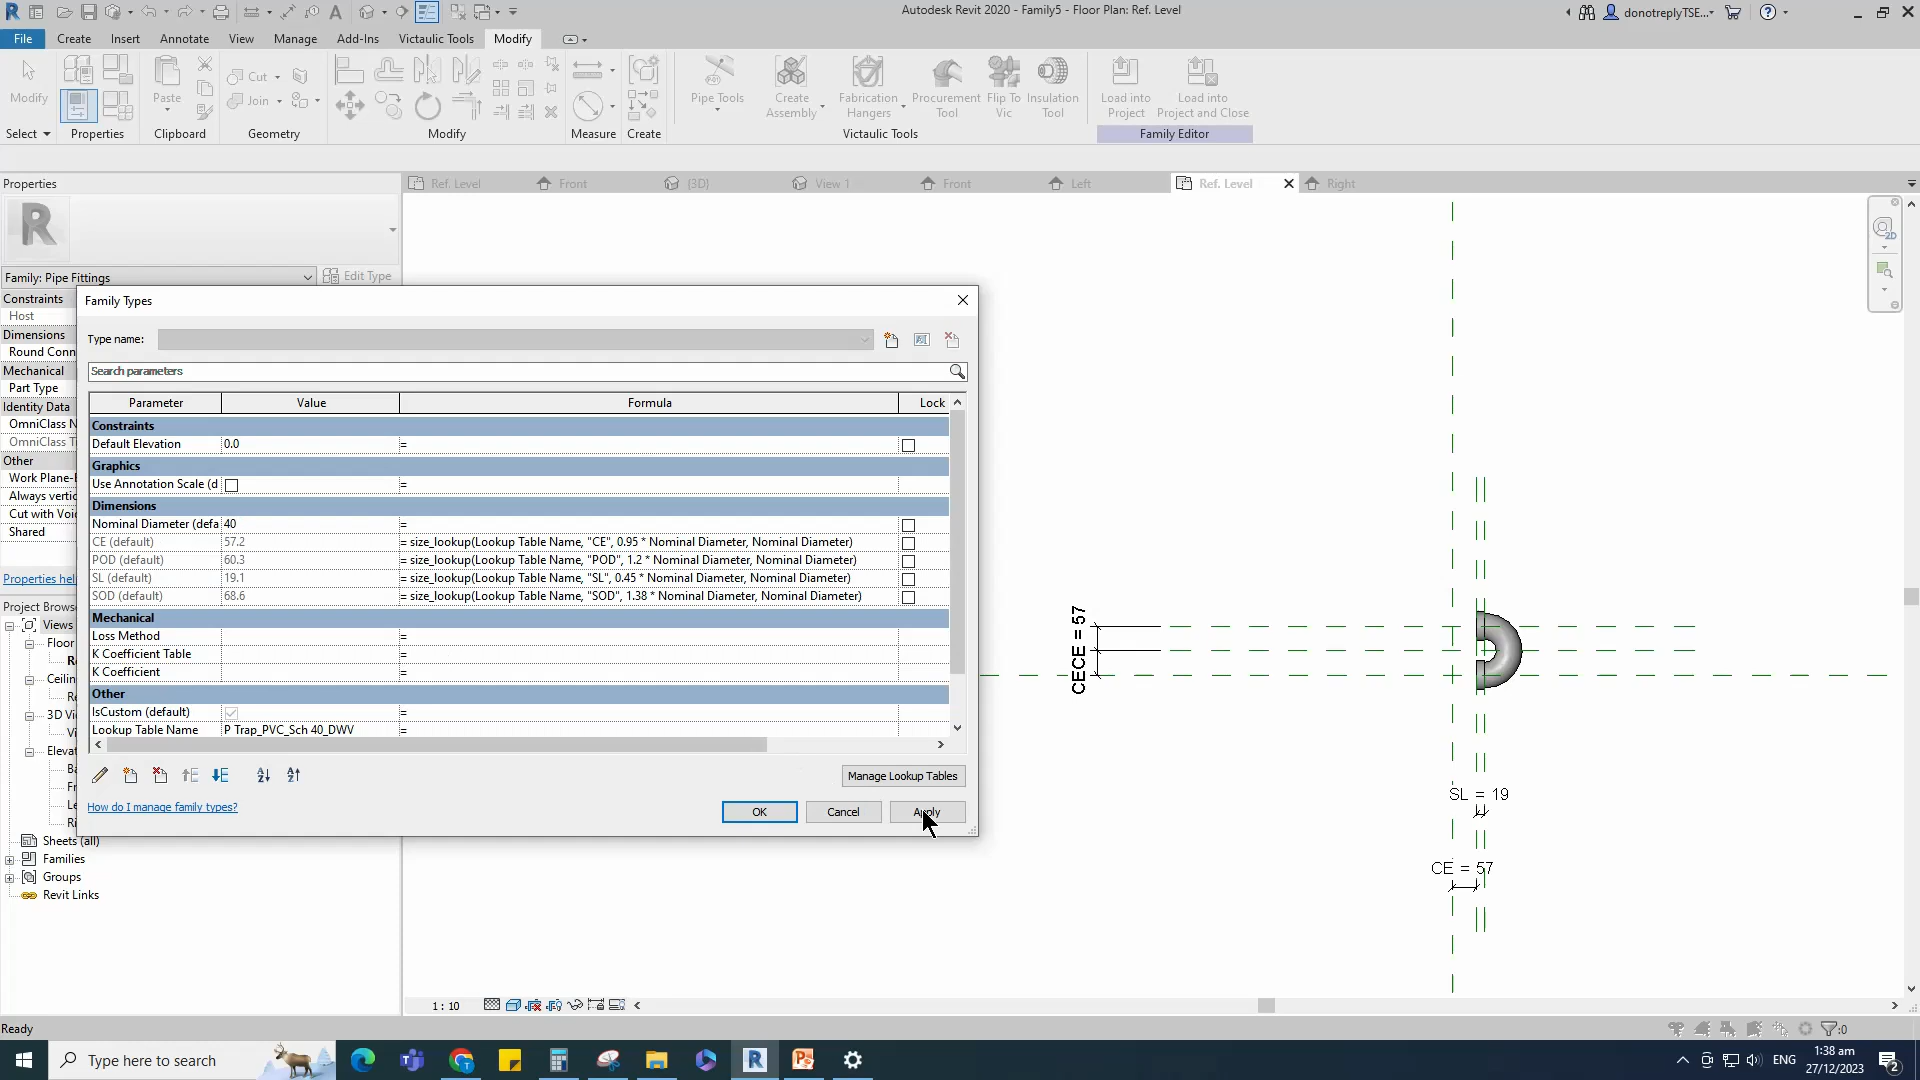 Autodesk Revit 2020 - Family5 - Floor Plan: Ref. Level
donotreplyTSE...
File Create Insert Annotate View Manage Add-Ins Victaulic Tools Modify
Modify
Paste
Cut
Join
Pipe Tools
Create Assembly
Fabrication Hangers
Procurement Tool
Flip To Vic
Insulation Tool
Load into Project
Load into Project and Close
Select Properties Clipboard Geometry Modify Measure Create Victaulic Tools Family Editor
Properties
Ref. Level Front {3D} View 1 Front Left Ref. Level Right
Family: Pipe Fittings Edit Type
Constraints
Host
Dimensions
Round Conn
Mechanical
Part Type
Identity Data
OmniClass N
OmniClass T
Other
Work Plane-B
Always vertic
Cut with Voic
Shared
Properties help
Project Brows
Views
Floor
Re
Ceilin
Re
3D Vi
Vi
Elevat
Ba
Fr
Le
Ri
Sheets (all)
Families
Groups
Revit Links
Family Types
Type name:
Search parameters
Parameter Value Formula Lock
Constraints
Default Elevation 0.0 =
Graphics
Use Annotation Scale (d =
Dimensions
Nominal Diameter (defa 40 =
CE (default) 57.2 = size_lookup(Lookup Table Name, "CE", 0.95 * Nominal Diameter, Nominal Diameter)
POD (default) 60.3 = size_lookup(Lookup Table Name, "POD", 1.2 * Nominal Diameter, Nominal Diameter)
SL (default) 19.1 = size_lookup(Lookup Table Name, "SL", 0.45 * Nominal Diameter, Nominal Diameter)
SOD (default) 68.6 = size_lookup(Lookup Table Name, "SOD", 1.38 * Nominal Diameter, Nominal Diameter)
Mechanical
Loss Method =
K Coefficient Table =
K Coefficient =
Other
IsCustom (default) =
Lookup Table Name P Trap_PVC_Sch 40_DWV =
Manage Lookup Tables
How do I manage family types?
OK Cancel Apply
CECE = 57
SL = 19
CE = 57
1 : 10
Ready
:0
Type here to search
ENG
1:38 am
27/12/2023
2